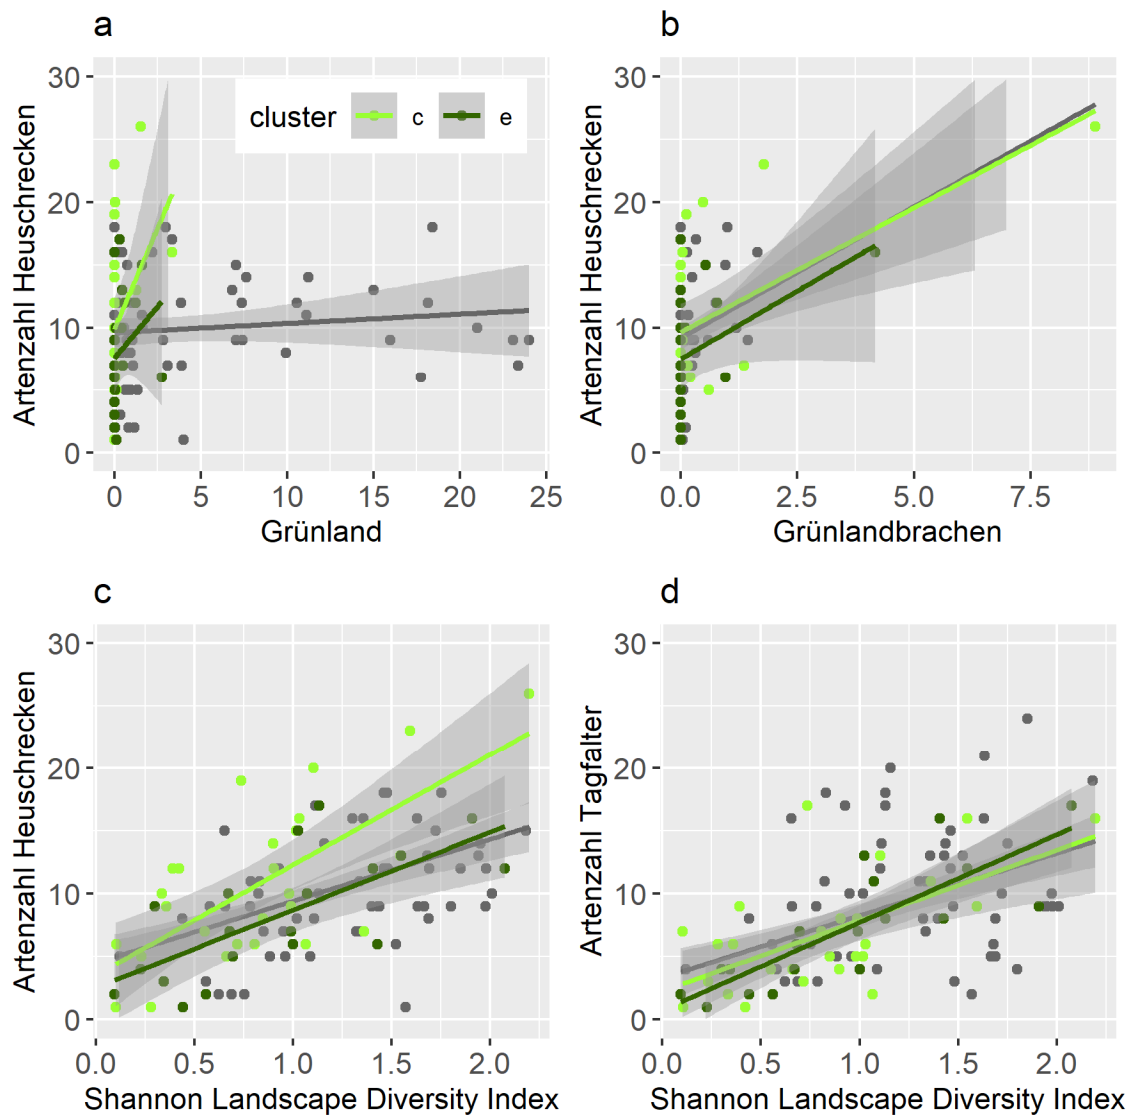 a
30
20
10
0
Artenzahl Heuschrecken
cluster c e
0 5 10 15 20 25
Grünland
b
30
20
10
0
Artenzahl Heuschrecken
0.0 2.5 5.0 7.5
Grünlandbrachen
c
30
20
10
0
Artenzahl Heuschrecken
0.0 0.5 1.0 1.5 2.0
Shannon Landscape Diversity Index
d
30
20
10
0
Artenzahl Tagfalter
0.0 0.5 1.0 1.5 2.0
Shannon Landscape Diversity Index